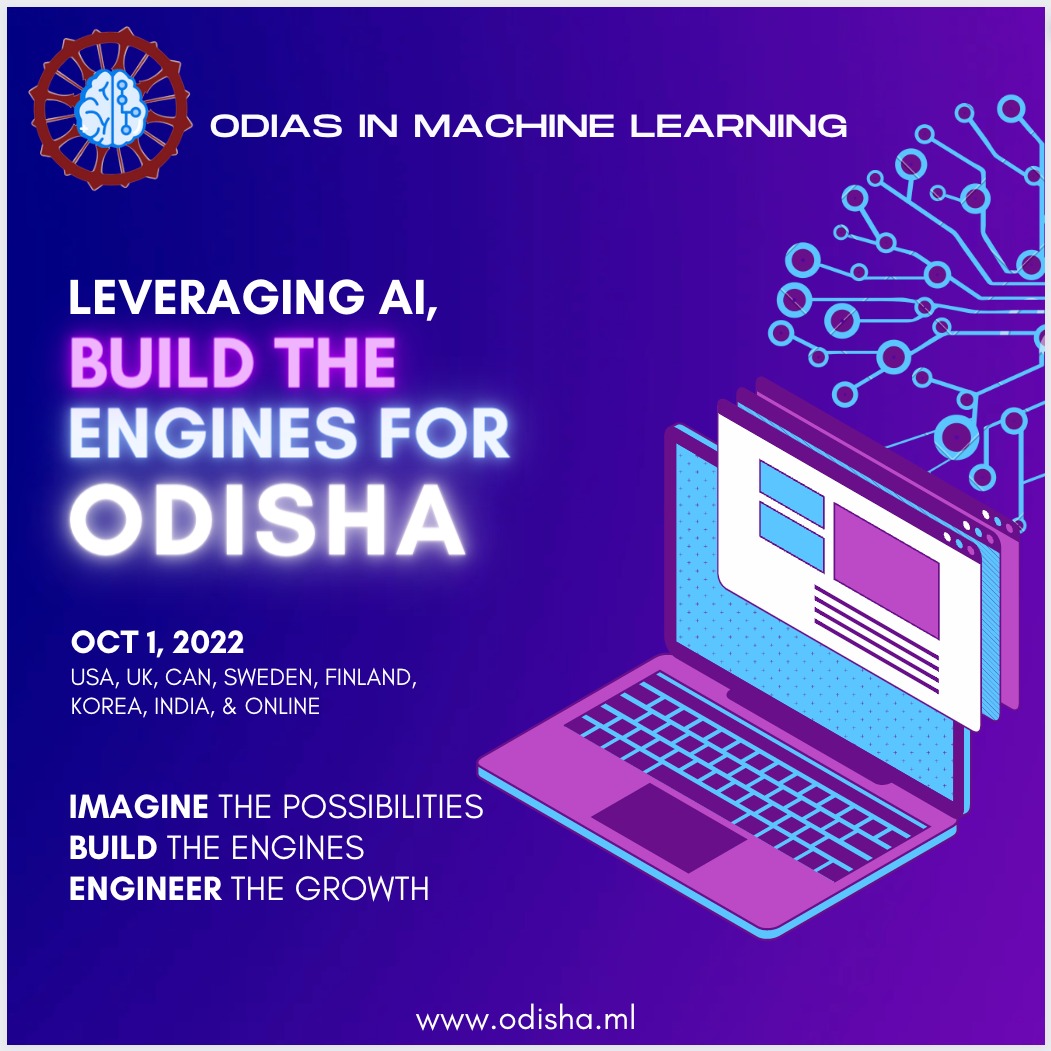 ODIAS IN MACHINE LEARNING
LEVERAGING AI,
BUILD THE
ENGINES FOR
ODISHA
OCT 1, 2022
USA, UK, CAN, SWEDEN, FINLAND,
KOREA, INDIA, & ONLINE
IMAGINE THE POSSIBILITIES
BUILD THE ENGINES
ENGINEER THE GROWTH
www.odisha.ml